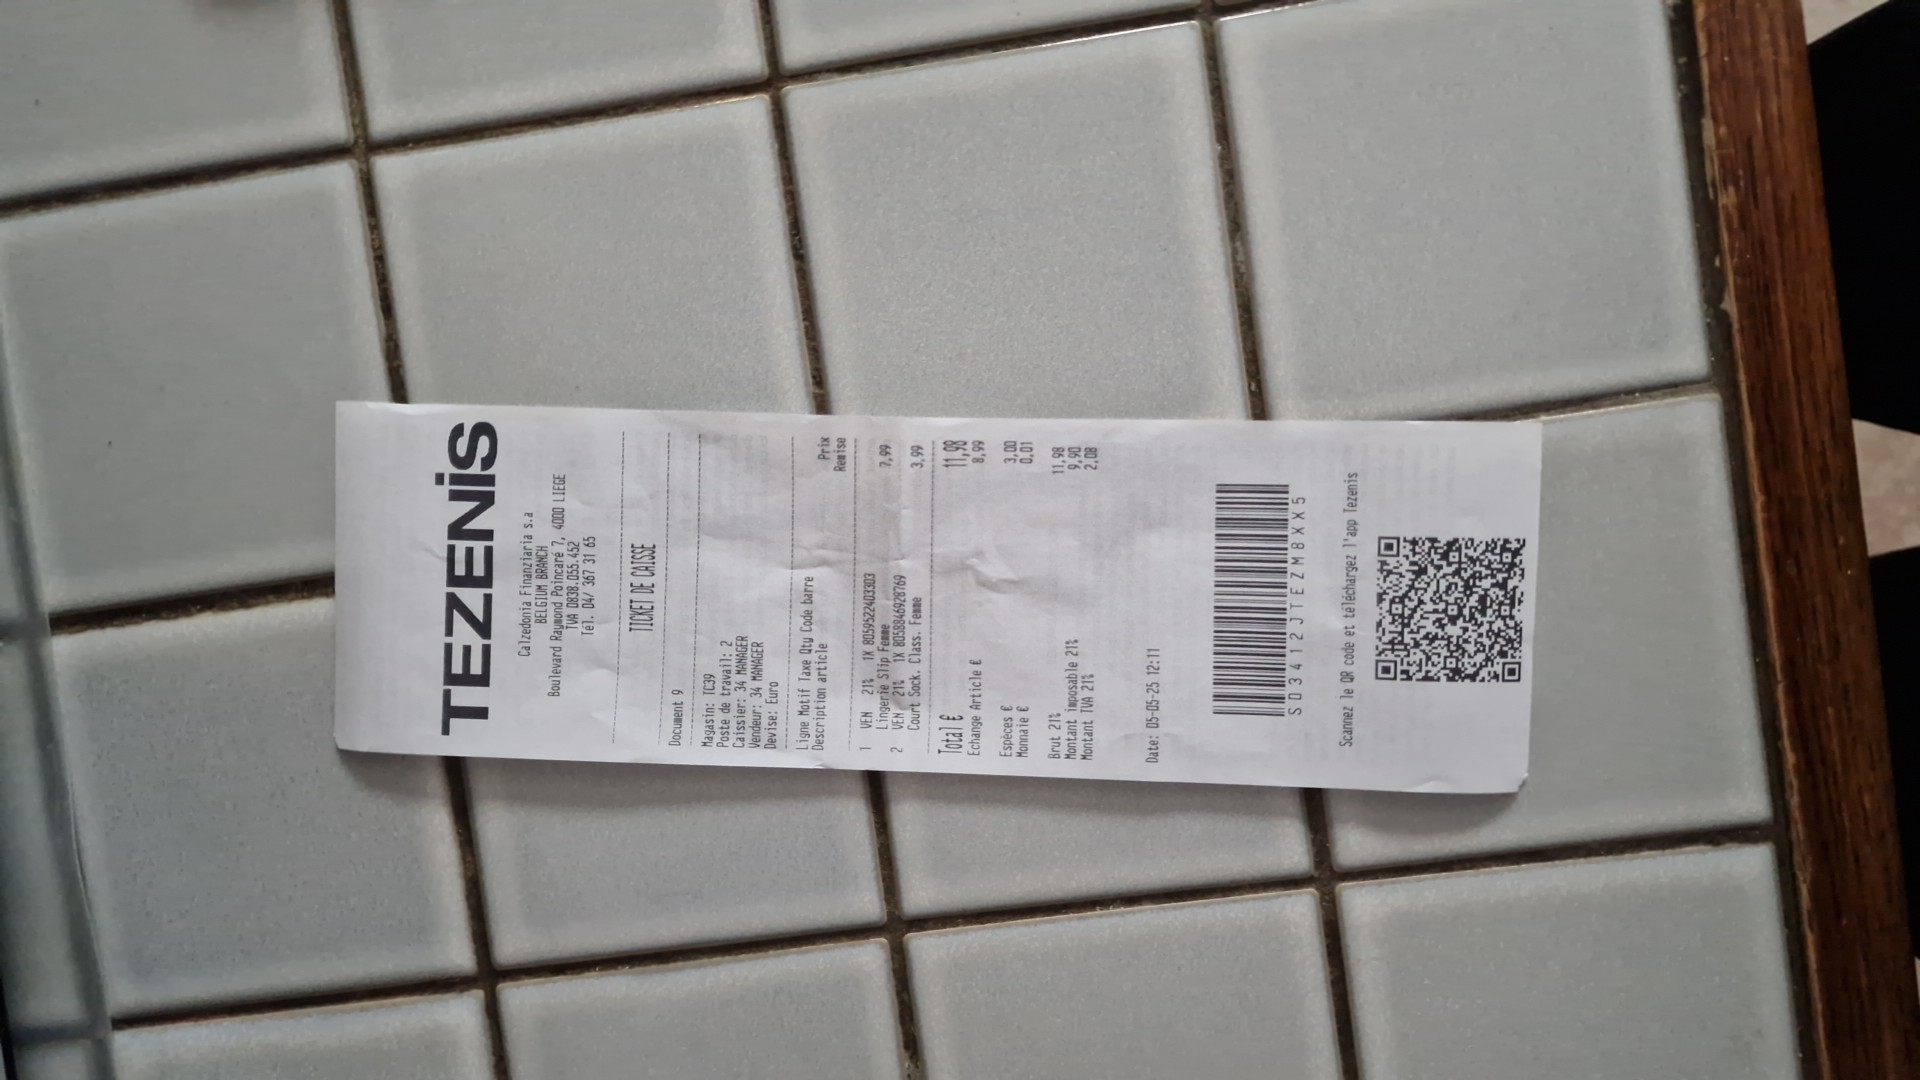 TEZENIS
Calzedonia Finanziaria s.a
BELGIUM BRANCH
Boulevard Raymond Poincaré 7, 4000 LIEGE
TVA 0838.055.452
Tél. 04/ 367 31 65
TICKET DE CAISSE
Document 9
Magasin: TC39
Poste de travail: 2
Caissier: 34 MANAGER
Vendeur: 34 MANAGER
Devise: Euro
Ligne Motif Taxe Qty Code barre Prix
Description article Remise
1 VEN 21% 1X 8059522403303
Lingerie Slip Femme 7,99
2 VEN 21% 1X 8058846928769
Court Sock. Class. Femme 3,99
Total € 11,98
Echange Article € 8,99
Espèces € 3,00
Monnaie € 0,01
Brut 21% 11,98
Montant imposable 21% 9,90
Montant TVA 21% 2,08
Date: 05-05-25 12:11
S03412JTEZMBXX5
Scannez le QR code et téléchargez l'app Tezenis